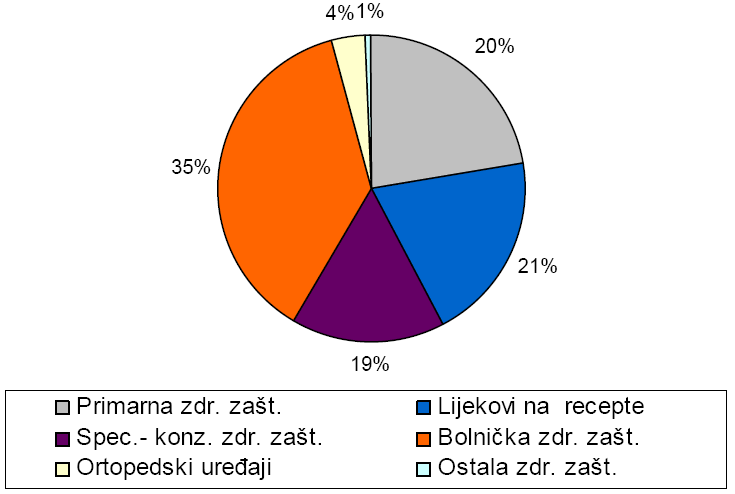 4% 1%
20%
35%
21%
19%
Primarna zdr. zašt. Lijekovi na recepte
Spec.- konz. zdr. zašt. Bolnička zdr. zašt.
Ortopedski uređaji Ostala zdr. zašt.